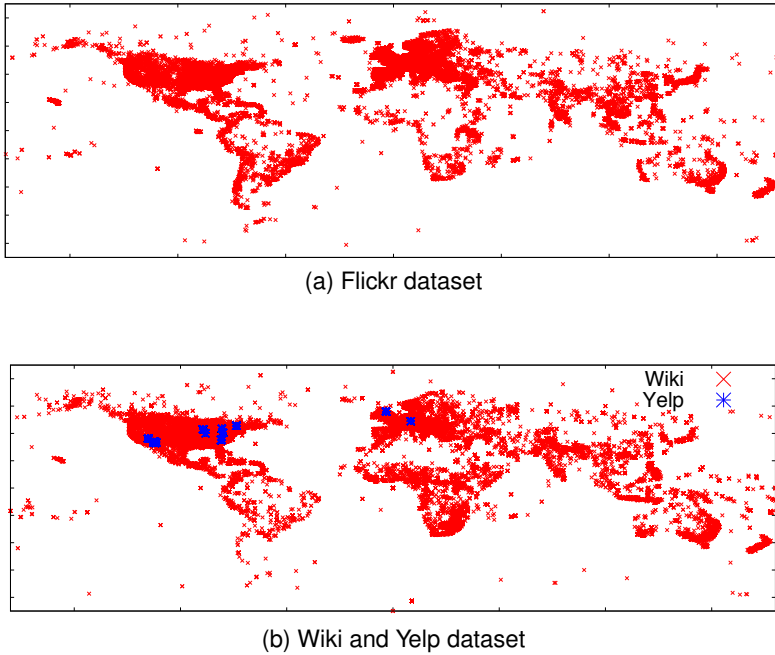 (a) Flickr dataset
Wiki
Yelp
(b) Wiki and Yelp dataset